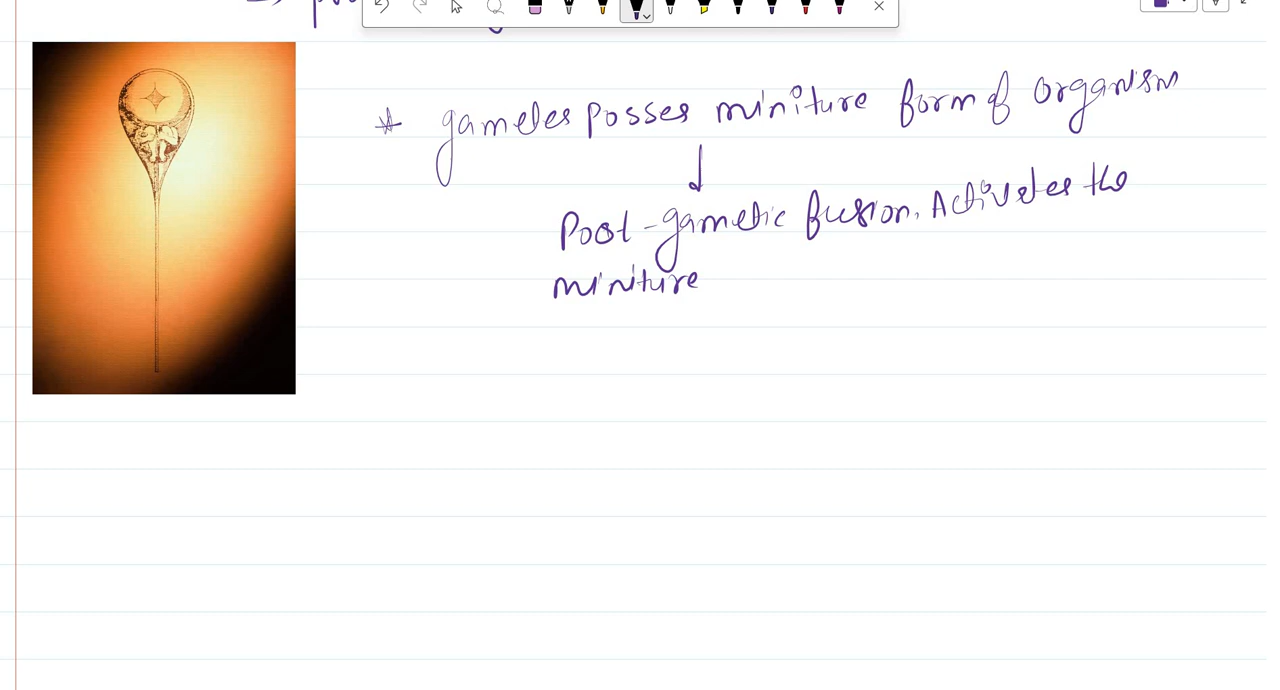 * gametes posses miniture form of organism
↓
Post-gametic fusion, Activates the
miniture